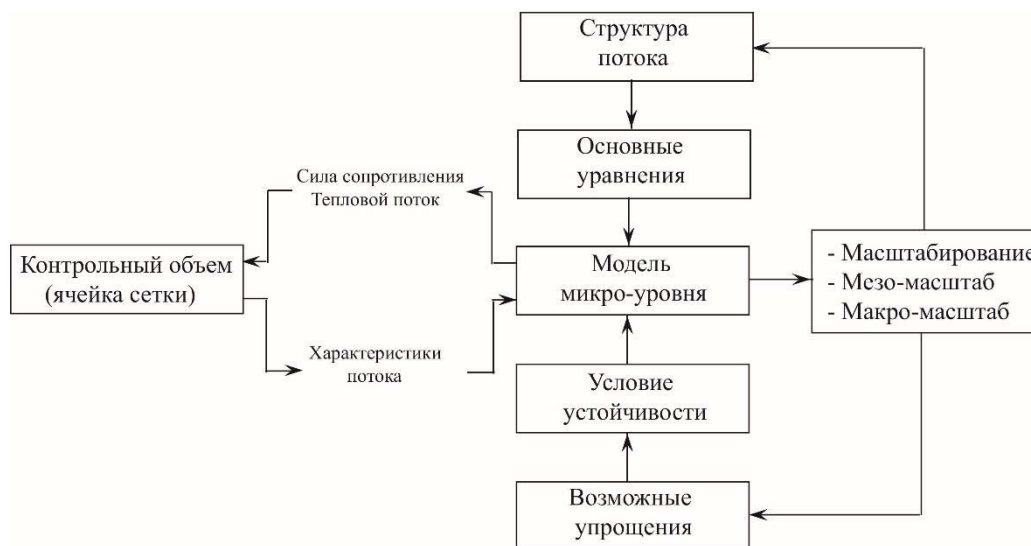 Структура
потока
Основные
уравнения
Сила сопротивления
Тепловой поток
Контрольный объем
(ячейка сетки)
Модель
микро-уровня
- Масштабирование
- Мезо-масштаб
- Макро-масштаб
Характеристики
потока
Условие
устойчивости
Возможные
упрощения